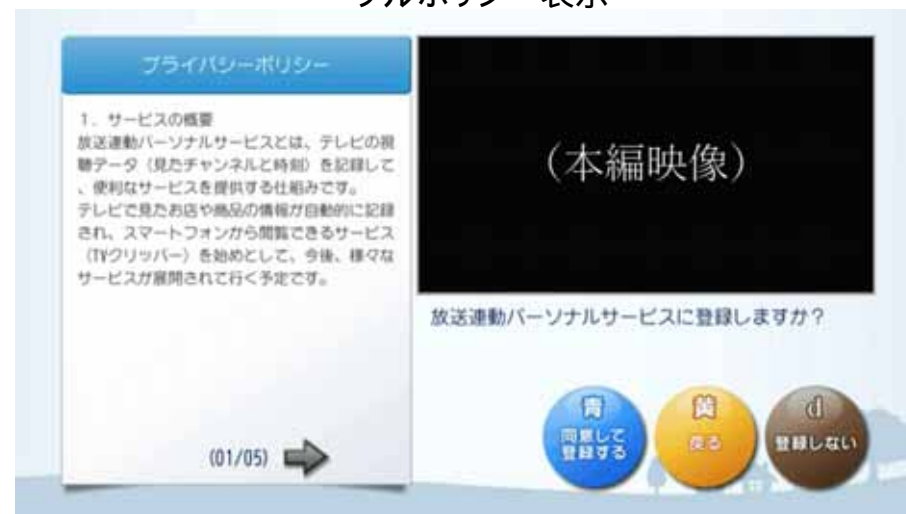 フルポリシー表示
プライバシーポリシー
1. サービスの概要
放送連動パーソナルサービスとは、テレビの視
聴データ（見たチャンネルと時刻）を記録して
、便利なサービスを提供する仕組みです。
テレビで見たお店や商品の情報が自動的に記録
され、スマートフォンから閲覧できるサービス
（TVクリッパー）を始めとして、今後、様々な
サービスが展開されて行く予定です。
(01/05)
（本編映像）
放送連動パーソナルサービスに登録しますか？
青
同意して
登録する
黄
戻る
d
登録しない